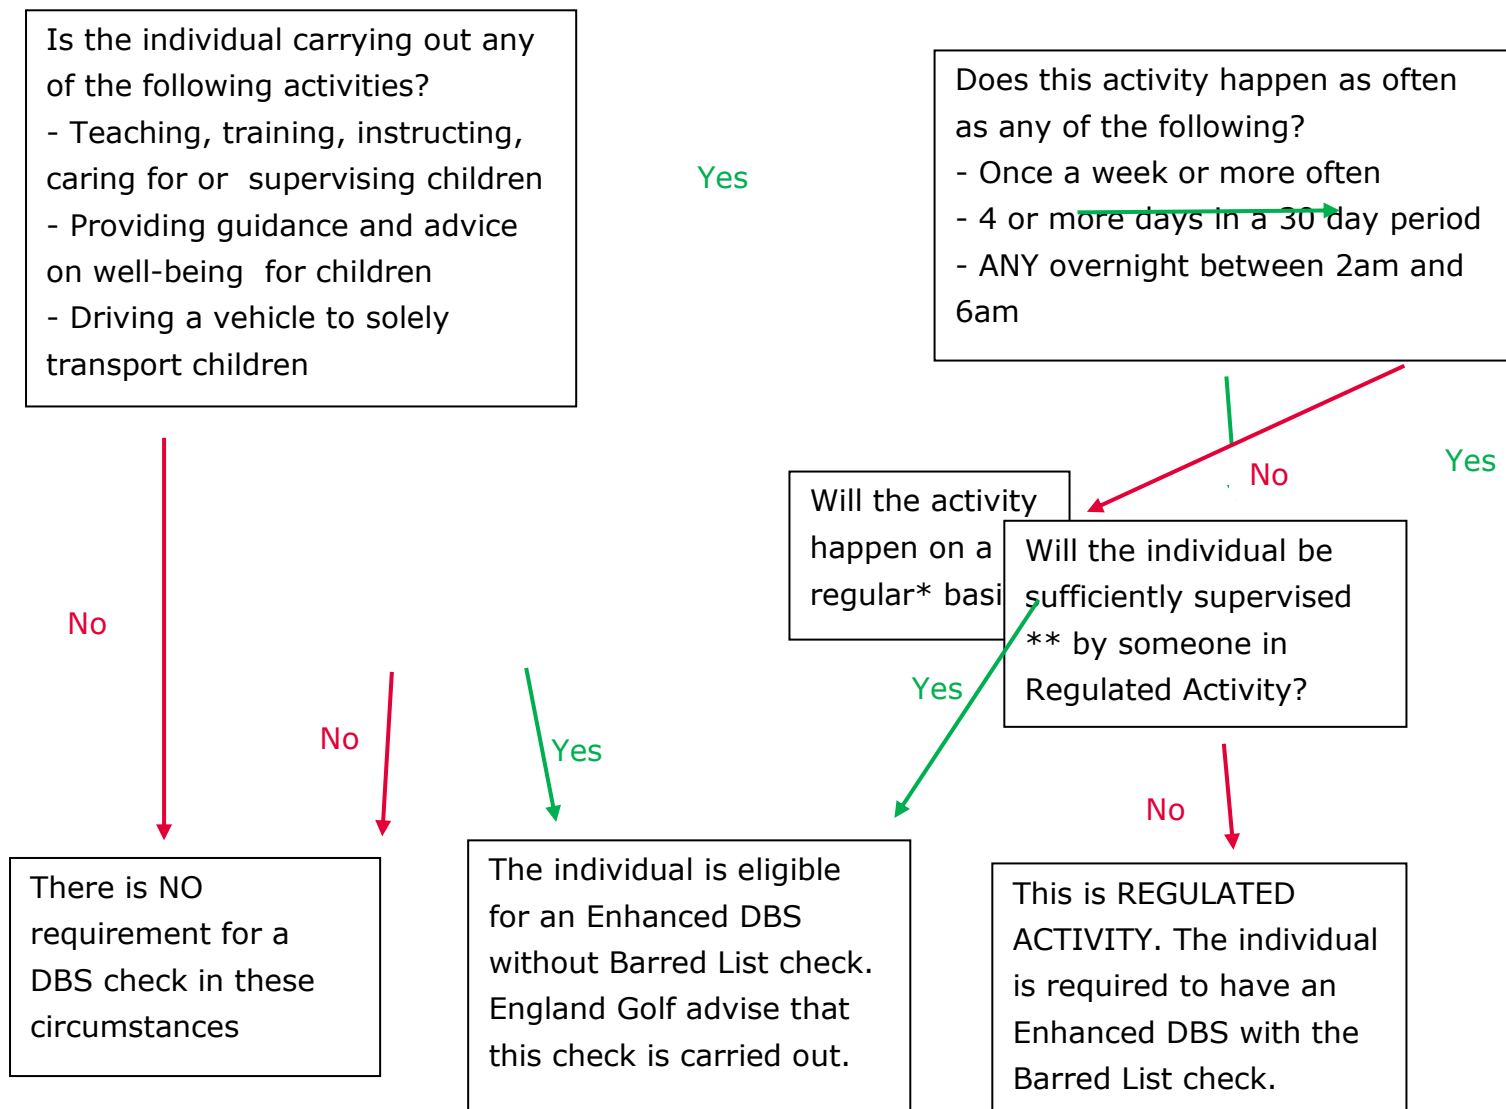 Is the individual carrying out any
of the following activities?
- Teaching, training, instructing,
caring for or supervising children
- Providing guidance and advice
on well-being for children
- Driving a vehicle to solely
transport children
Yes
Does this activity happen as often
as any of the following?
- Once a week or more often
- 4 or more days in a 30 day period
- ANY overnight between 2am and
6am
No
Yes
Will the activity
happen on a
regular* basi
Will the individual be
sufficiently supervised
** by someone in
Regulated Activity?
No
Yes
No
Yes
No
There is NO
requirement for a
DBS check in these
circumstances
The individual is eligible
for an Enhanced DBS
without Barred List check.
England Golf advise that
this check is carried out.
This is REGULATED
ACTIVITY. The individual
is required to have an
Enhanced DBS with the
Barred List check.